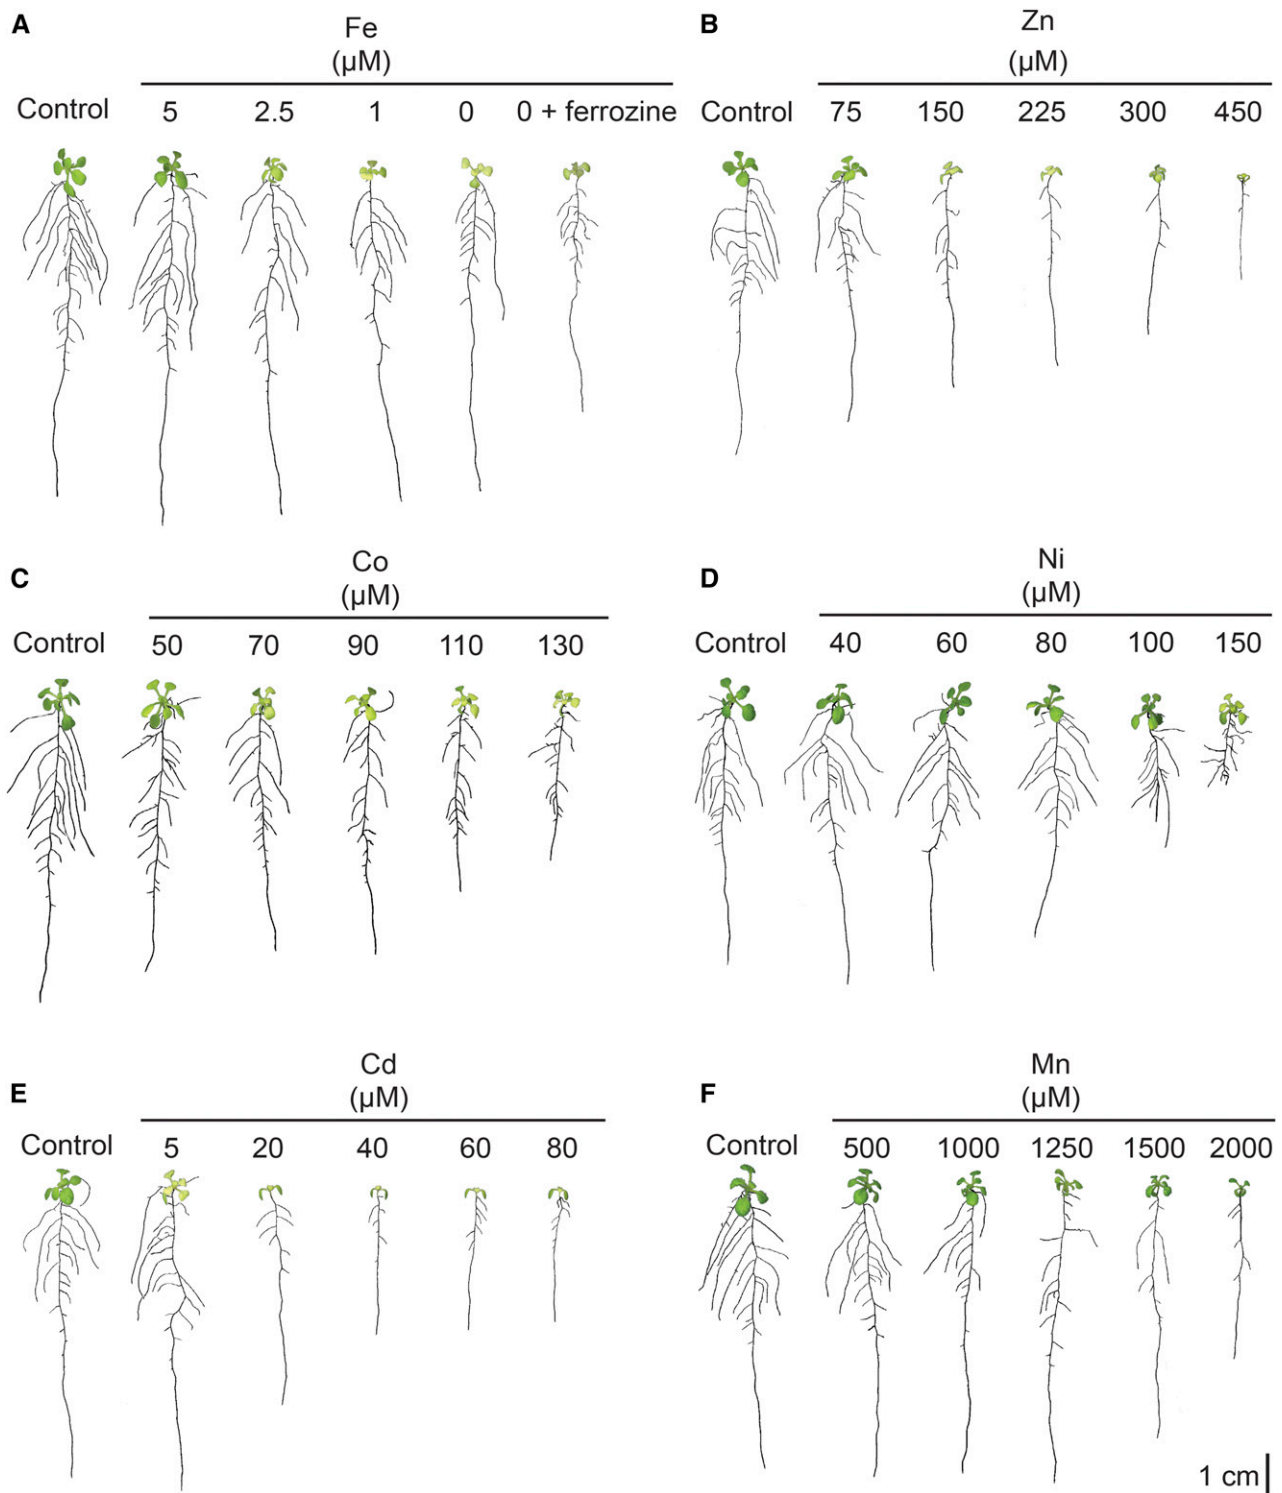 A
Fe
(µM)
Control 5 2.5 1 0 0 + ferrozine
B
Zn
(µM)
Control 75 150 225 300 450
C
Co
(µM)
Control 50 70 90 110 130
D
Ni
(µM)
Control 40 60 80 100 150
E
Cd
(µM)
Control 5 20 40 60 80
F
Mn
(µM)
Control 500 1000 1250 1500 2000
1 cm